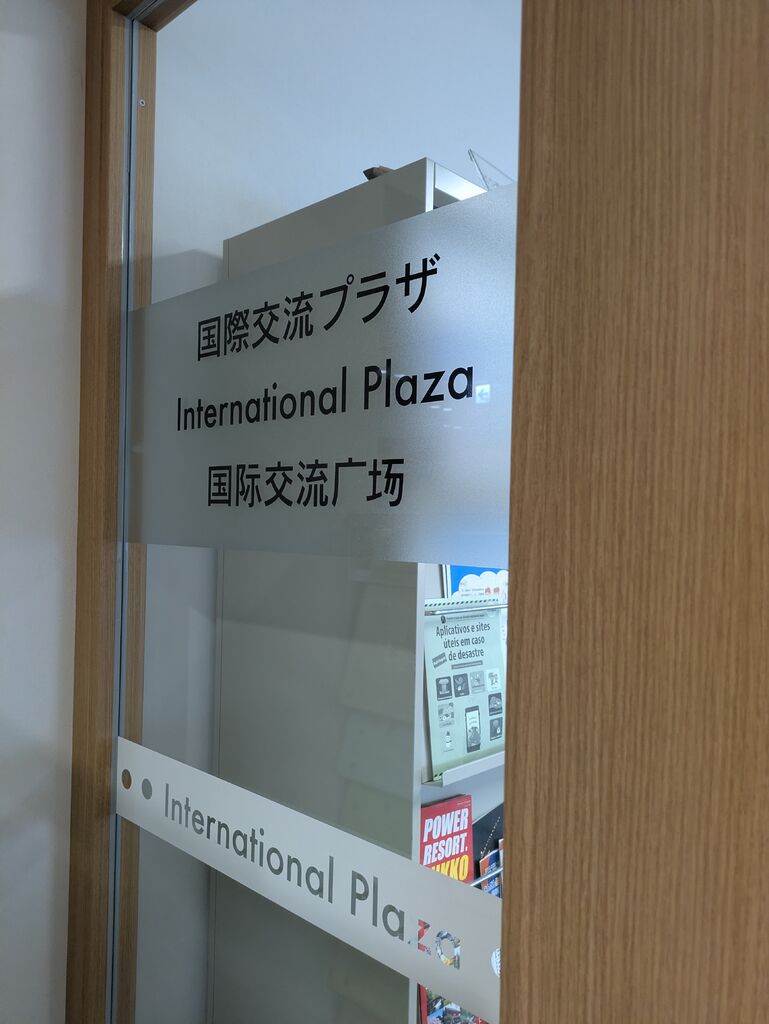 国際交流プラザ
International Plaza
国际交流广场
Aplicativos e sites
úteis em caso
de desastre
International Plaza
POWER
RESORT.